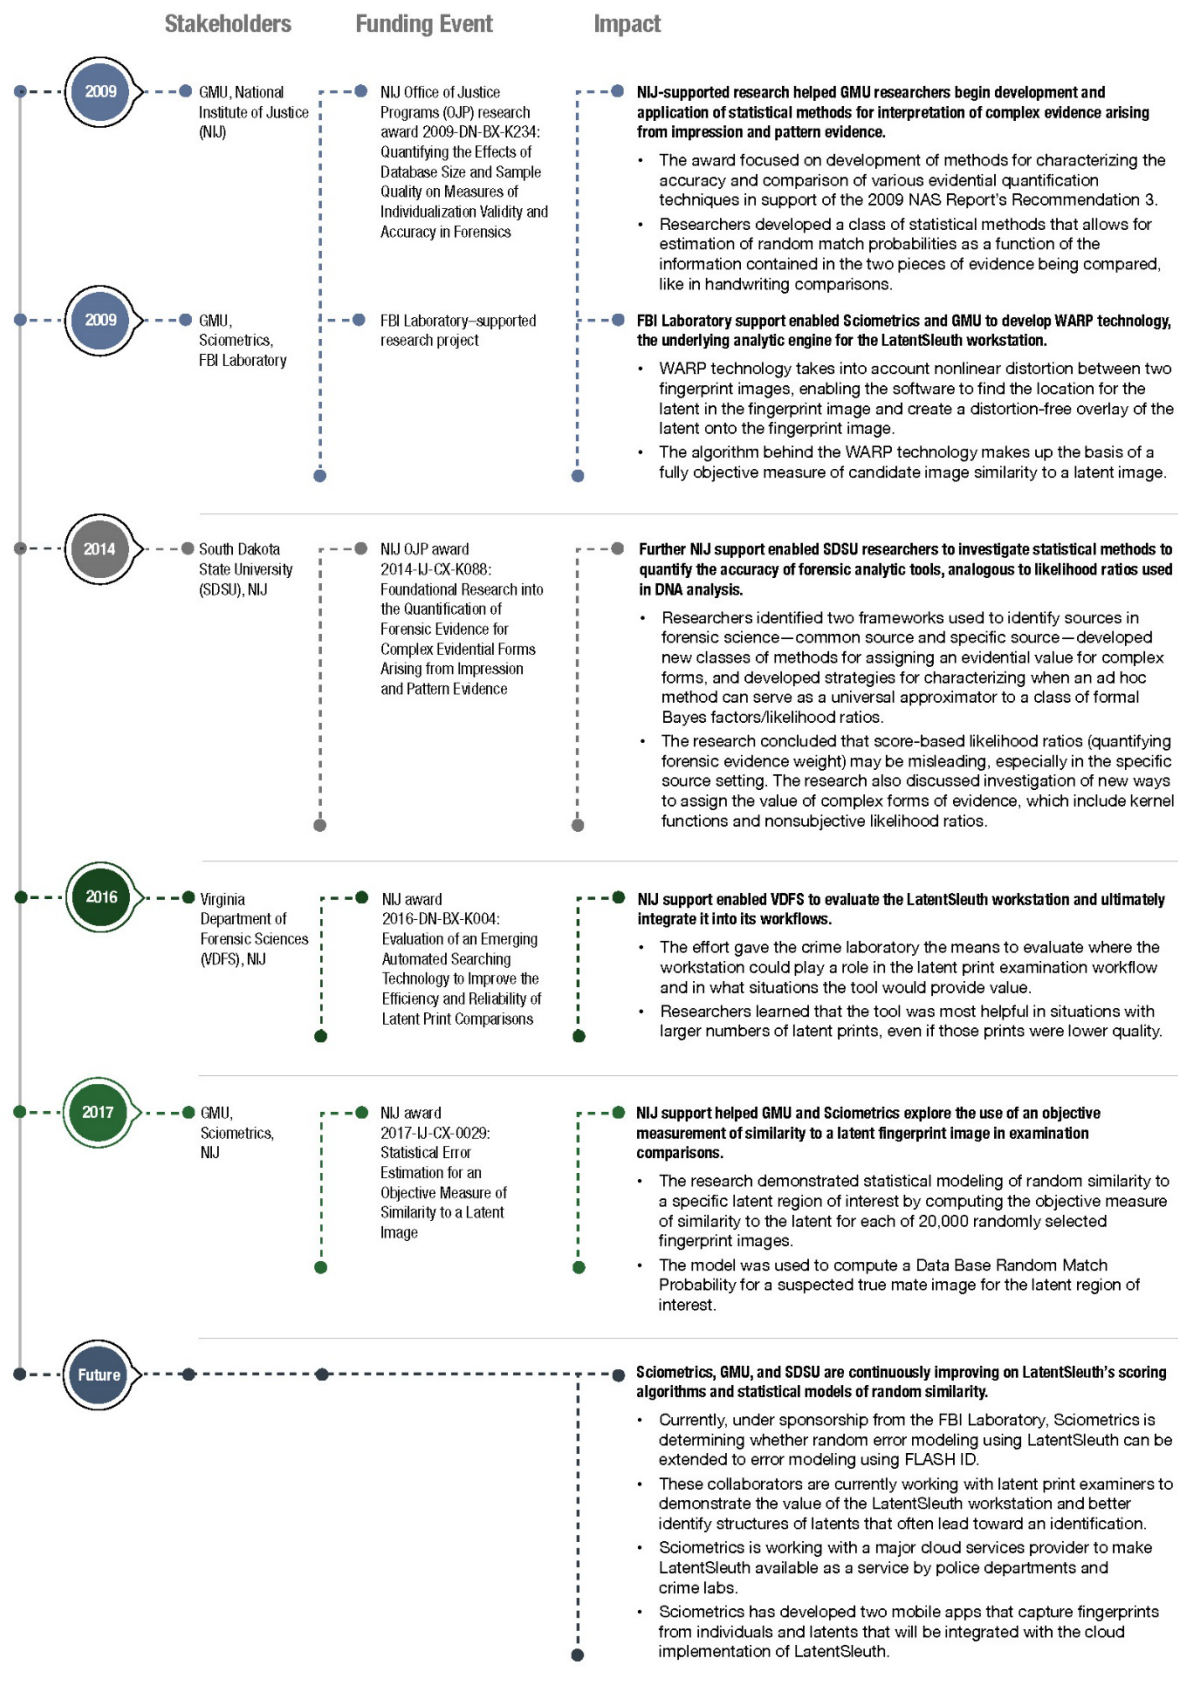 Stakeholders
Funding Event
Impact
2009
GMU, National
Institute of Justice
(NIJ)
NIJ Office of Justice
Programs (OJP) research
award 2009-DN-BX-K234:
Quantifying the Effects of
Database Size and Sample
Quality on Measures of
Individualization Validity and
Accuracy in Forensics
NIJ-supported research helped GMU researchers begin development and
application of statistical methods for interpretation of complex evidence arising
from impression and pattern evidence.
• The award focused on development of methods for characterizing the
accuracy and comparison of various evidential quantification
techniques in support of the 2009 NAS Report's Recommendation 3.
• Researchers developed a class of statistical methods that allows for
estimation of random match probabilities as a function of the
information contained in the two pieces of evidence being compared,
like in handwriting comparisons.
2009
GMU,
Sciometrics,
FBI Laboratory
FBI Laboratory–supported
research project
FBI Laboratory support enabled Sciometrics and GMU to develop WARP technology,
the underlying analytic engine for the LatentSleuth workstation.
• WARP technology takes into account nonlinear distortion between two
fingerprint images, enabling the software to find the location for the
latent in the fingerprint image and create a distortion-free overlay of the
latent onto the fingerprint image.
• The algorithm behind the WARP technology makes up the basis of a
fully objective measure of candidate image similarity to a latent image.
2014
South Dakota
State University
(SDSU), NIJ
NIJ OJP award
2014-IJ-CX-K088:
Foundational Research into
the Quantification of
Forensic Evidence for
Complex Evidential Forms
Arising from Impression
and Pattern Evidence
Further NIJ support enabled SDSU researchers to investigate statistical methods to
quantify the accuracy of forensic analytic tools, analogous to likelihood ratios used
in DNA analysis.
• Researchers identified two frameworks used to identify sources in
forensic science—common source and specific source—developed
new classes of methods for assigning an evidential value for complex
forms, and developed strategies for characterizing when an ad hoc
method can serve as a universal approximator to a class of formal
Bayes factors/likelihood ratios.
• The research concluded that score-based likelihood ratios (quantifying
forensic evidence weight) may be misleading, especially in the specific
source setting. The research also discussed investigation of new ways
to assign the value of complex forms of evidence, which include kernel
functions and nonsubjective likelihood ratios.
2016
Virginia
Department of
Forensic Sciences
(VDFS), NIJ
NIJ award
2016-DN-BX-K004:
Evaluation of an Emerging
Automated Searching
Technology to Improve the
Efficiency and Reliability of
Latent Print Comparisons
NIJ support enabled VDFS to evaluate the LatentSleuth workstation and ultimately
integrate it into its workflows.
• The effort gave the crime laboratory the means to evaluate where the
workstation could play a role in the latent print examination workflow
and in what situations the tool would provide value.
• Researchers learned that the tool was most helpful in situations with
larger numbers of latent prints, even if those prints were lower quality.
2017
GMU,
Sciometrics,
NIJ
NIJ award
2017-IJ-CX-0029:
Statistical Error
Estimation for an
Objective Measure of
Similarity to a Latent
Image
NIJ support helped GMU and Sciometrics explore the use of an objective
measurement of similarity to a latent fingerprint image in examination
comparisons.
• The research demonstrated statistical modeling of random similarity to
a specific latent region of interest by computing the objective measure
of similarity to the latent for each of 20,000 randomly selected
fingerprint images.
• The model was used to compute a Data Base Random Match
Probability for a suspected true mate image for the latent region of
interest.
Future
Sciometrics, GMU, and SDSU are continuously improving on LatentSleuth's scoring
algorithms and statistical models of random similarity.
• Currently, under sponsorship from the FBI Laboratory, Sciometrics is
determining whether random error modeling using LatentSleuth can be
extended to error modeling using FLASH ID.
• These collaborators are currently working with latent print examiners to
demonstrate the value of the LatentSleuth workstation and better
identify structures of latents that often lead toward an identification.
• Sciometrics is working with a major cloud services provider to make
LatentSleuth available as a service by police departments and
crime labs.
• Sciometrics has developed two mobile apps that capture fingerprints
from individuals and latents that will be integrated with the cloud
implementation of LatentSleuth.